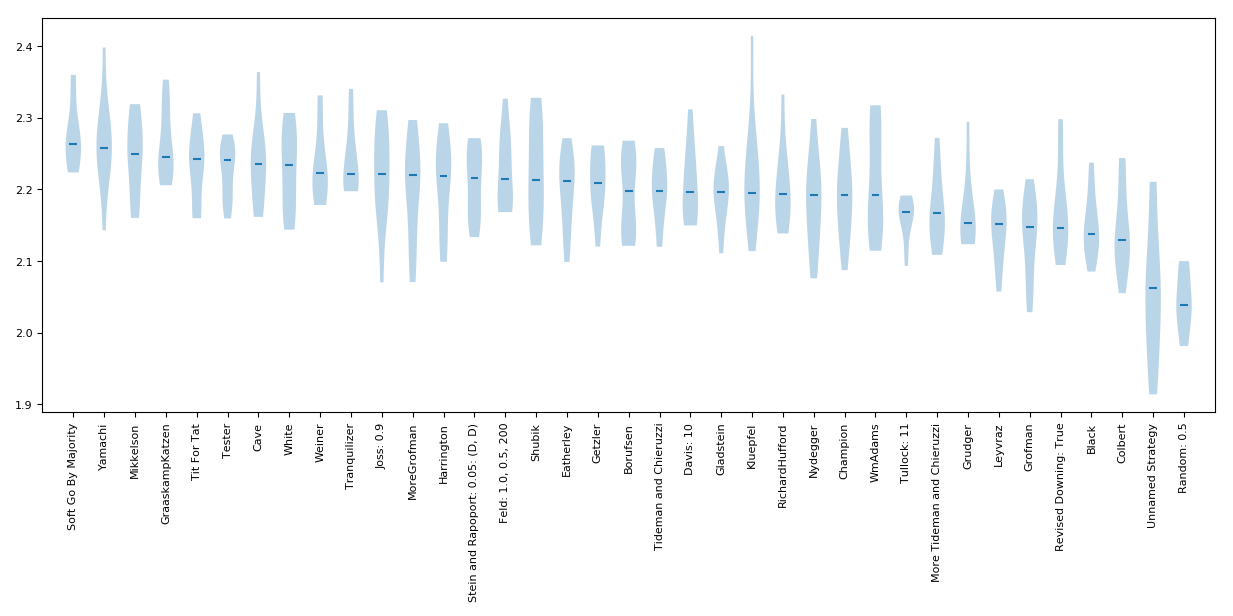 2.4
2.3
2.2
2.1
2.0
1.9
Soft Go By Majority
Yamachi
Mikkelson
GraaskampKatzen
Tit For Tat
Tester
Cave
White
Weiner
Tranquilizer
Joss: 0.9
MoreGrofman
Harrington
Stein and Rapoport: 0.05: (D, D)
Feld: 1.0, 0.5, 200
Shubik
Eatherley
Getzler
Borufsen
Tideman and Chieruzzi
Davis: 10
Gladstein
Kluepfel
RichardHufford
Nydegger
Champion
WmAdams
Tullock: 11
More Tideman and Chieruzzi
Grudger
Leyvraz
Grofman
Revised Downing: True
Black
Colbert
Unnamed Strategy
Random: 0.5